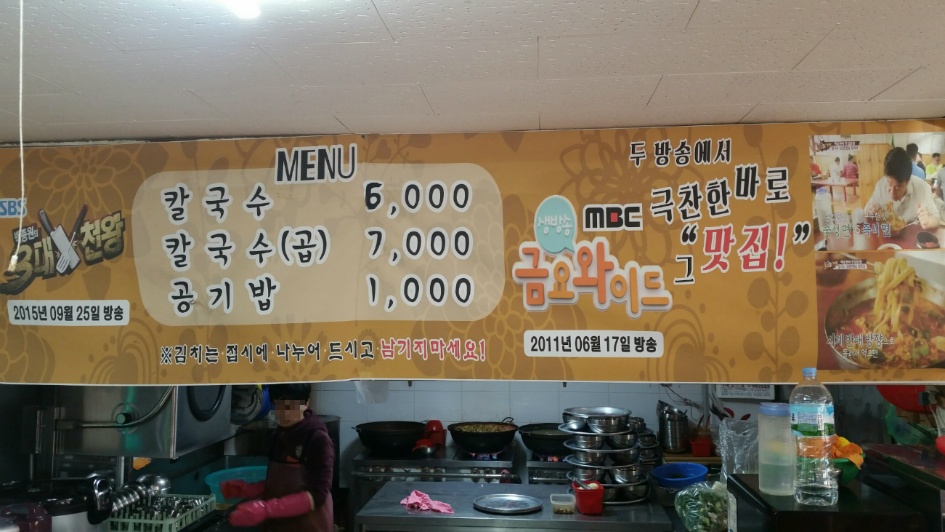 MENU
칼국수 6,000
칼국수(곱) 7,000
공기밥 1,000
※김치는 접시에 나누어 드시고 남기지마세요!
SBS
3대 천왕
2015년 09월 25일 방송
생방송 MBC
금요와이드
2011년 06월 17일 방송
두 방송에서
극찬한 바로
그 “맛집!”